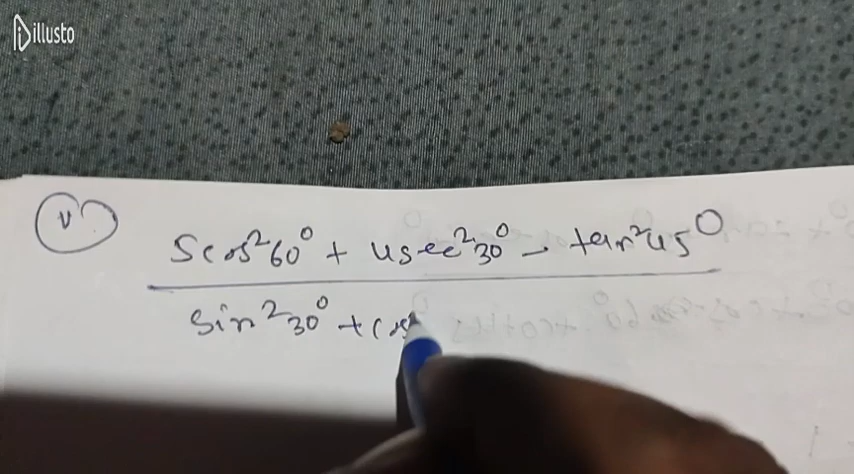 illusto
(v)
5cos²60° + 4sec²30° - tan²45°
sin²30° + cos